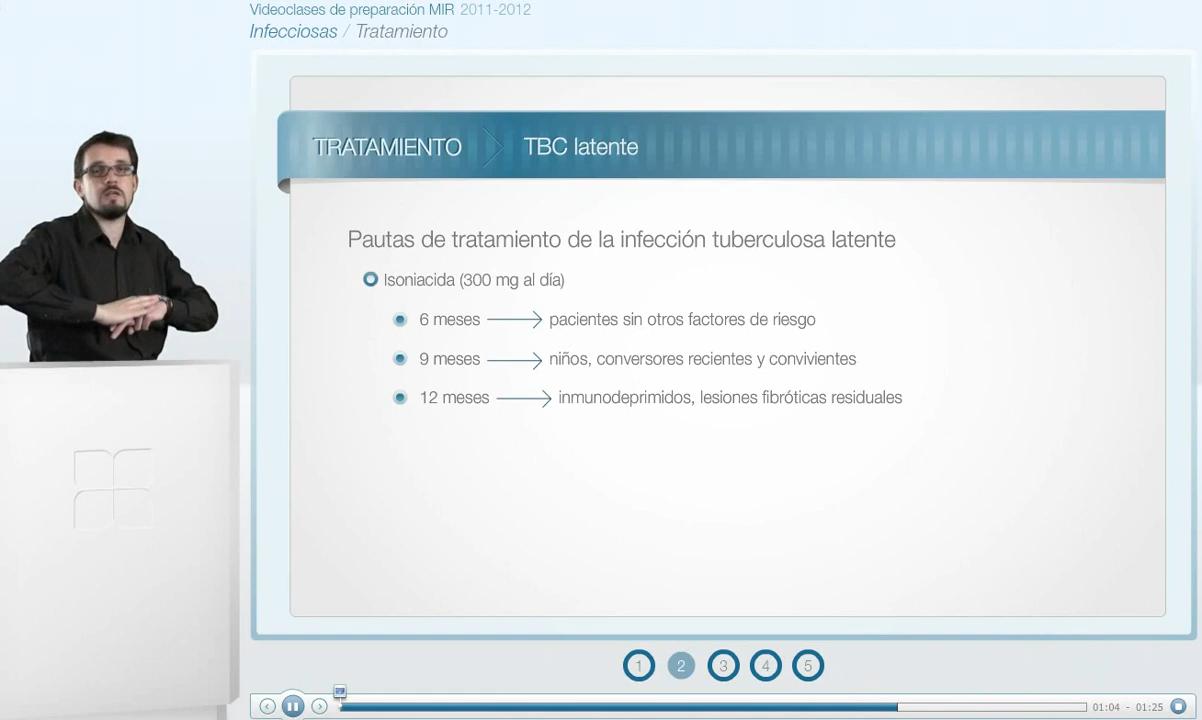 Videoclases de preparación MIR 2011-2012
Infecciosas / Tratamiento
TRATAMIENTO TBC latente
Pautas de tratamiento de la infección tuberculosa latente
Isoniacida (300 mg al día)
6 meses → pacientes sin otros factores de riesgo
9 meses → niños, conversores recientes y convivientes
12 meses → inmunodeprimidos, lesiones fibróticas residuales
1 2 3 4 5
01:04 - 01:25